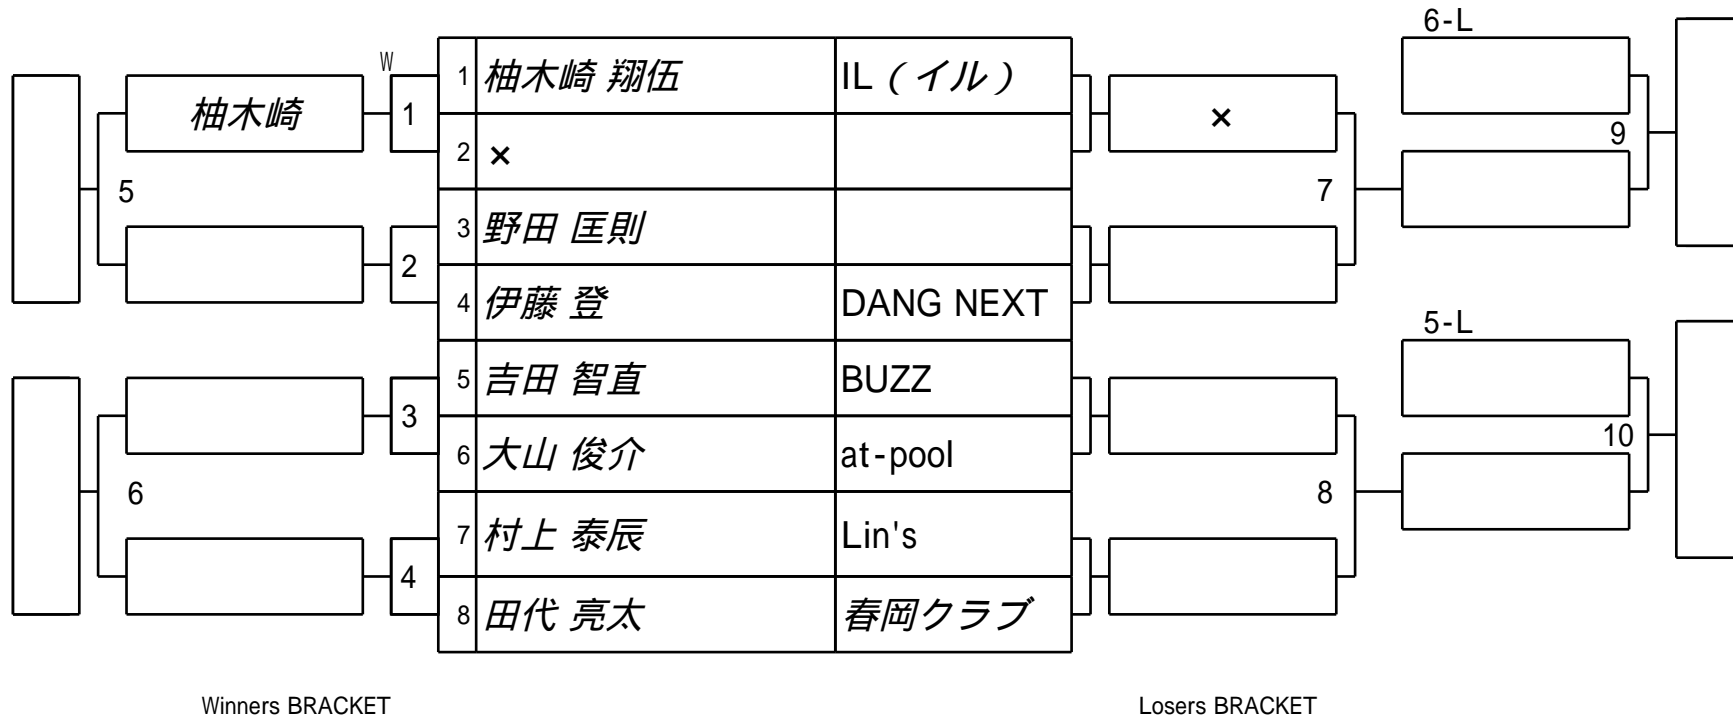 6-L
W
1 柚木崎 翔伍 IL（イル）
柚木崎 1 ×
2 × 9
5 7
3 野田 匡則
2
4 伊藤 登 DANG NEXT
5-L
5 吉田 智直 BUZZ
3 10
6 大山 俊介 at-pool
6 8
7 村上 泰辰 Lin's
4
8 田代 亮太 春岡クラブ
Winners BRACKET Losers BRACKET